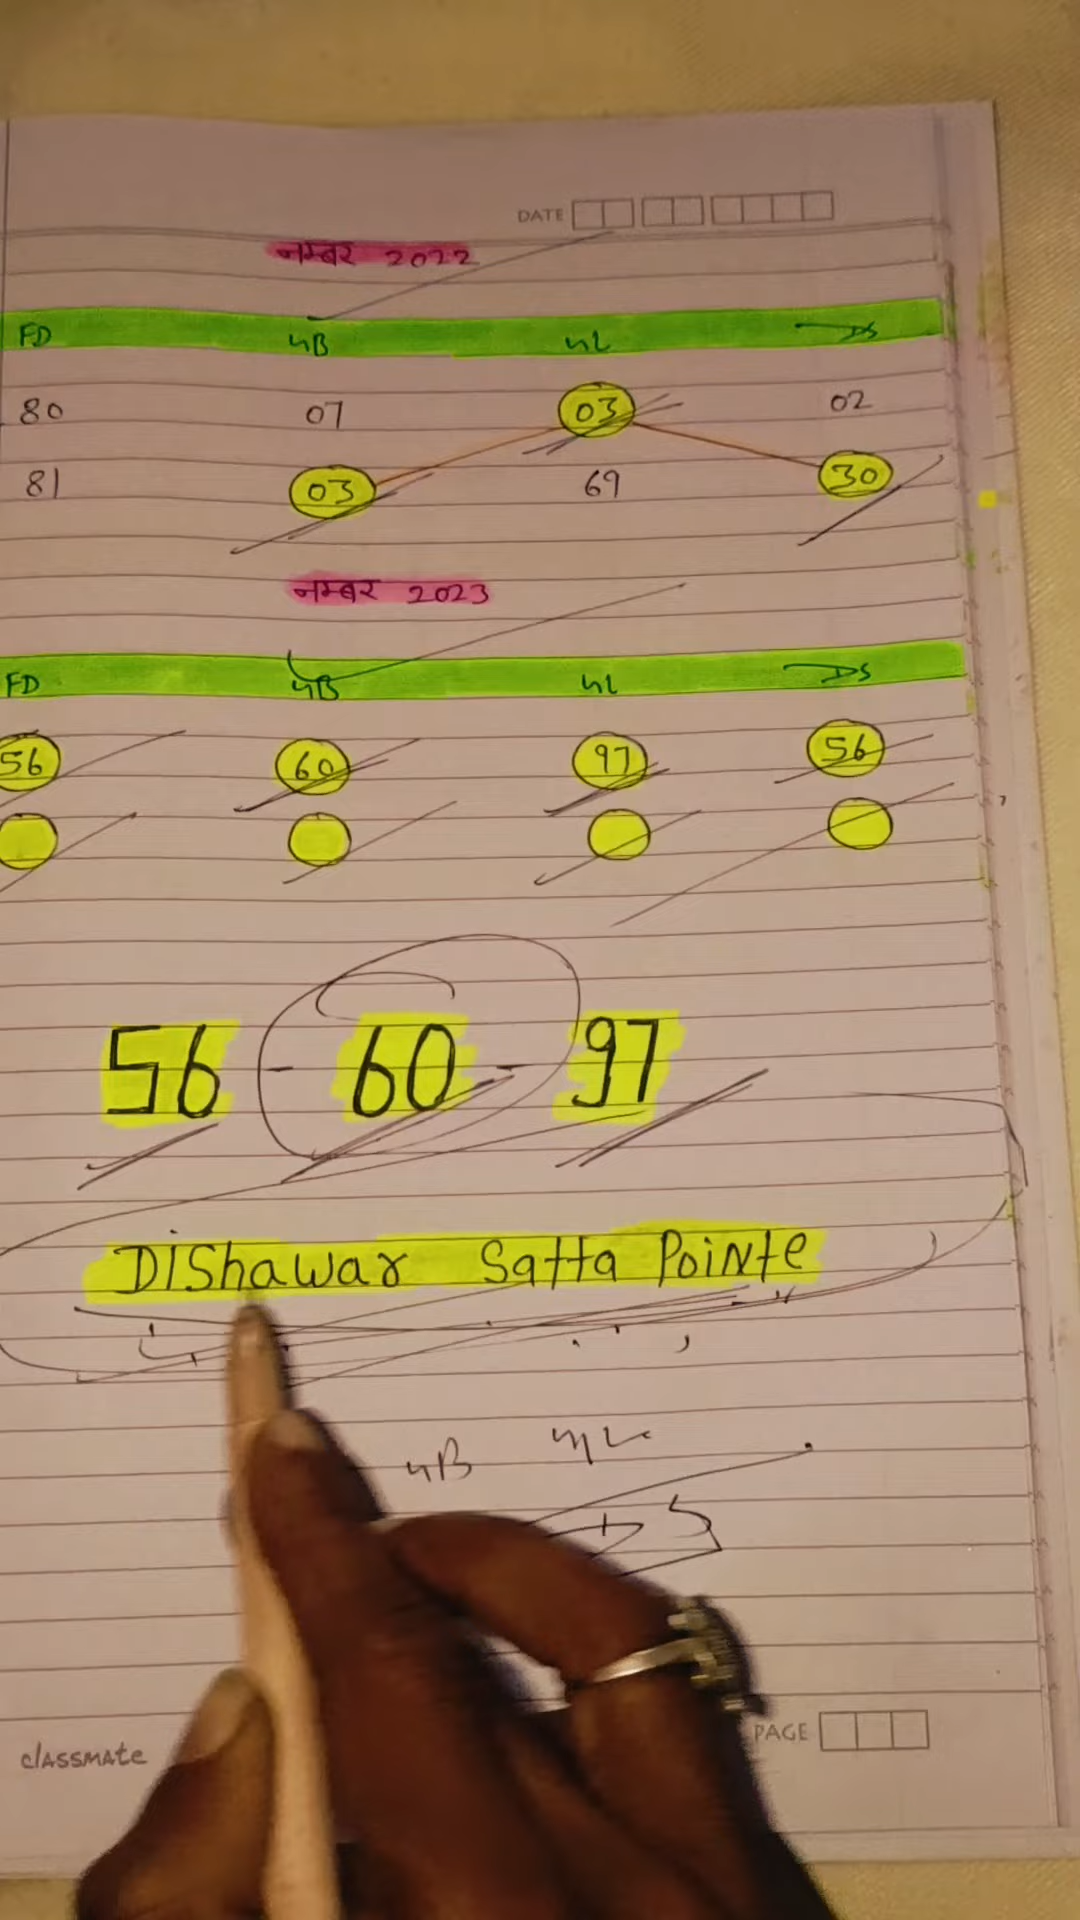 DATE
नम्बर 2022
FD GB GL DS
80 07 03 02
81 03 69 30
नम्बर 2023
FD GB GL DS
56 60 97 56
56 - 60 - 97
DiShawar Satta PoiNte
GB GL
classmate PAGE